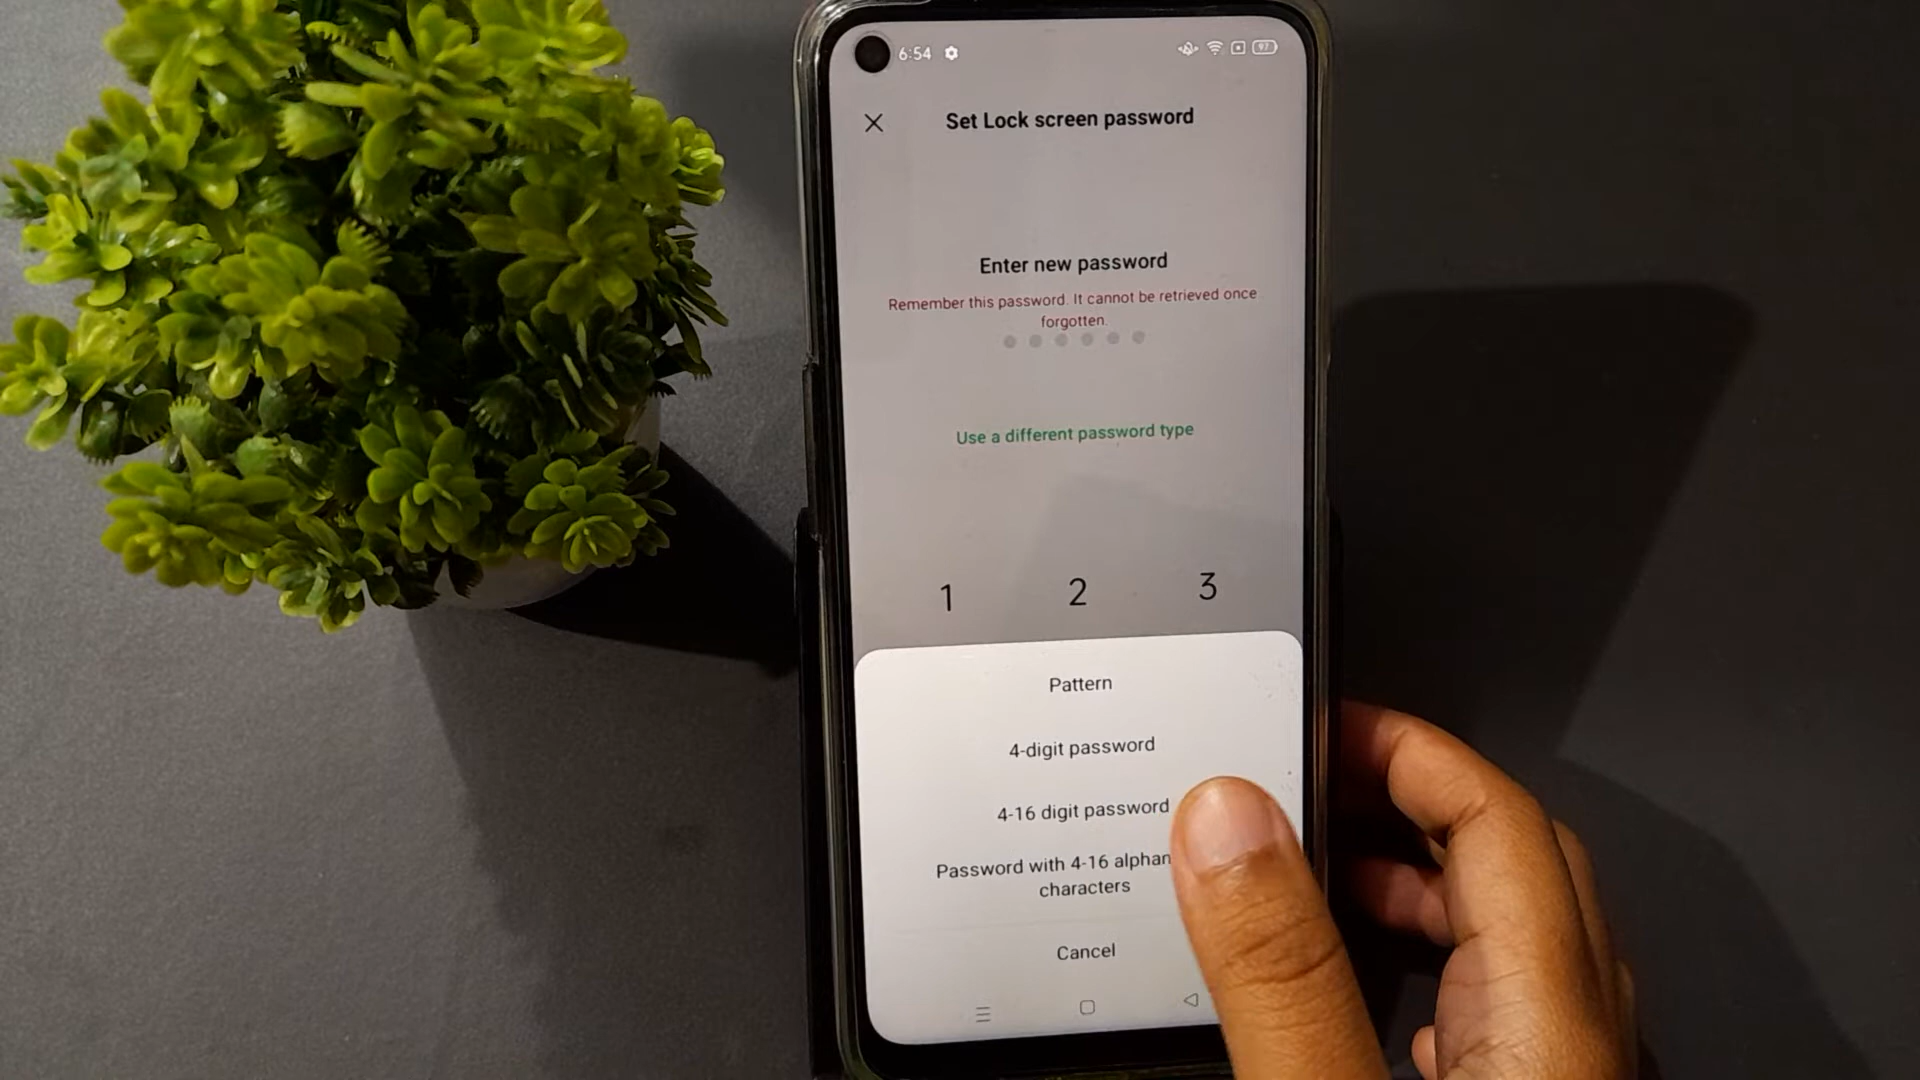 6:54
97
Set Lock screen password
Enter new password
Remember this password. It cannot be retrieved once
forgotten.
Use a different password type
1 2 3
Pattern
4-digit password
4-16 digit password
Password with 4-16 alphan
characters
Cancel